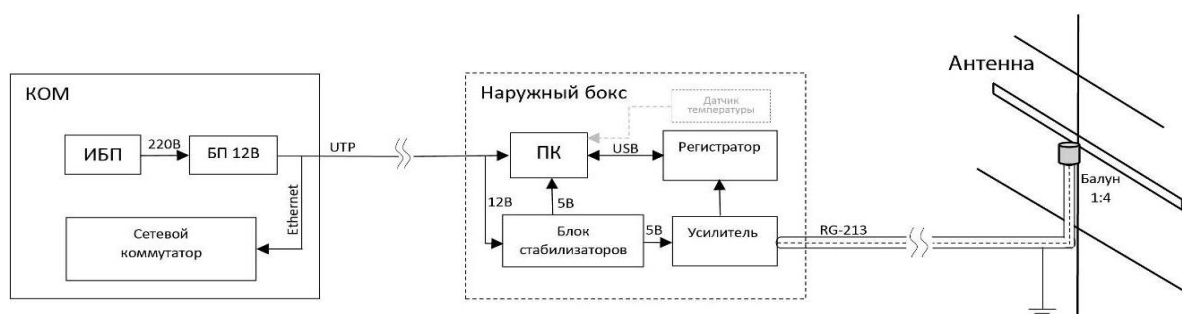 КОМ
ИБП
220В
БП 12В
UTP
Ethernet
Сетевой
коммутатор
Наружный бокс
Датчик
температуры
ПК
USB
Регистратор
12В
5В
Блок
стабилизаторов
5В
Усилитель
RG-213
Антенна
Балун
1:4